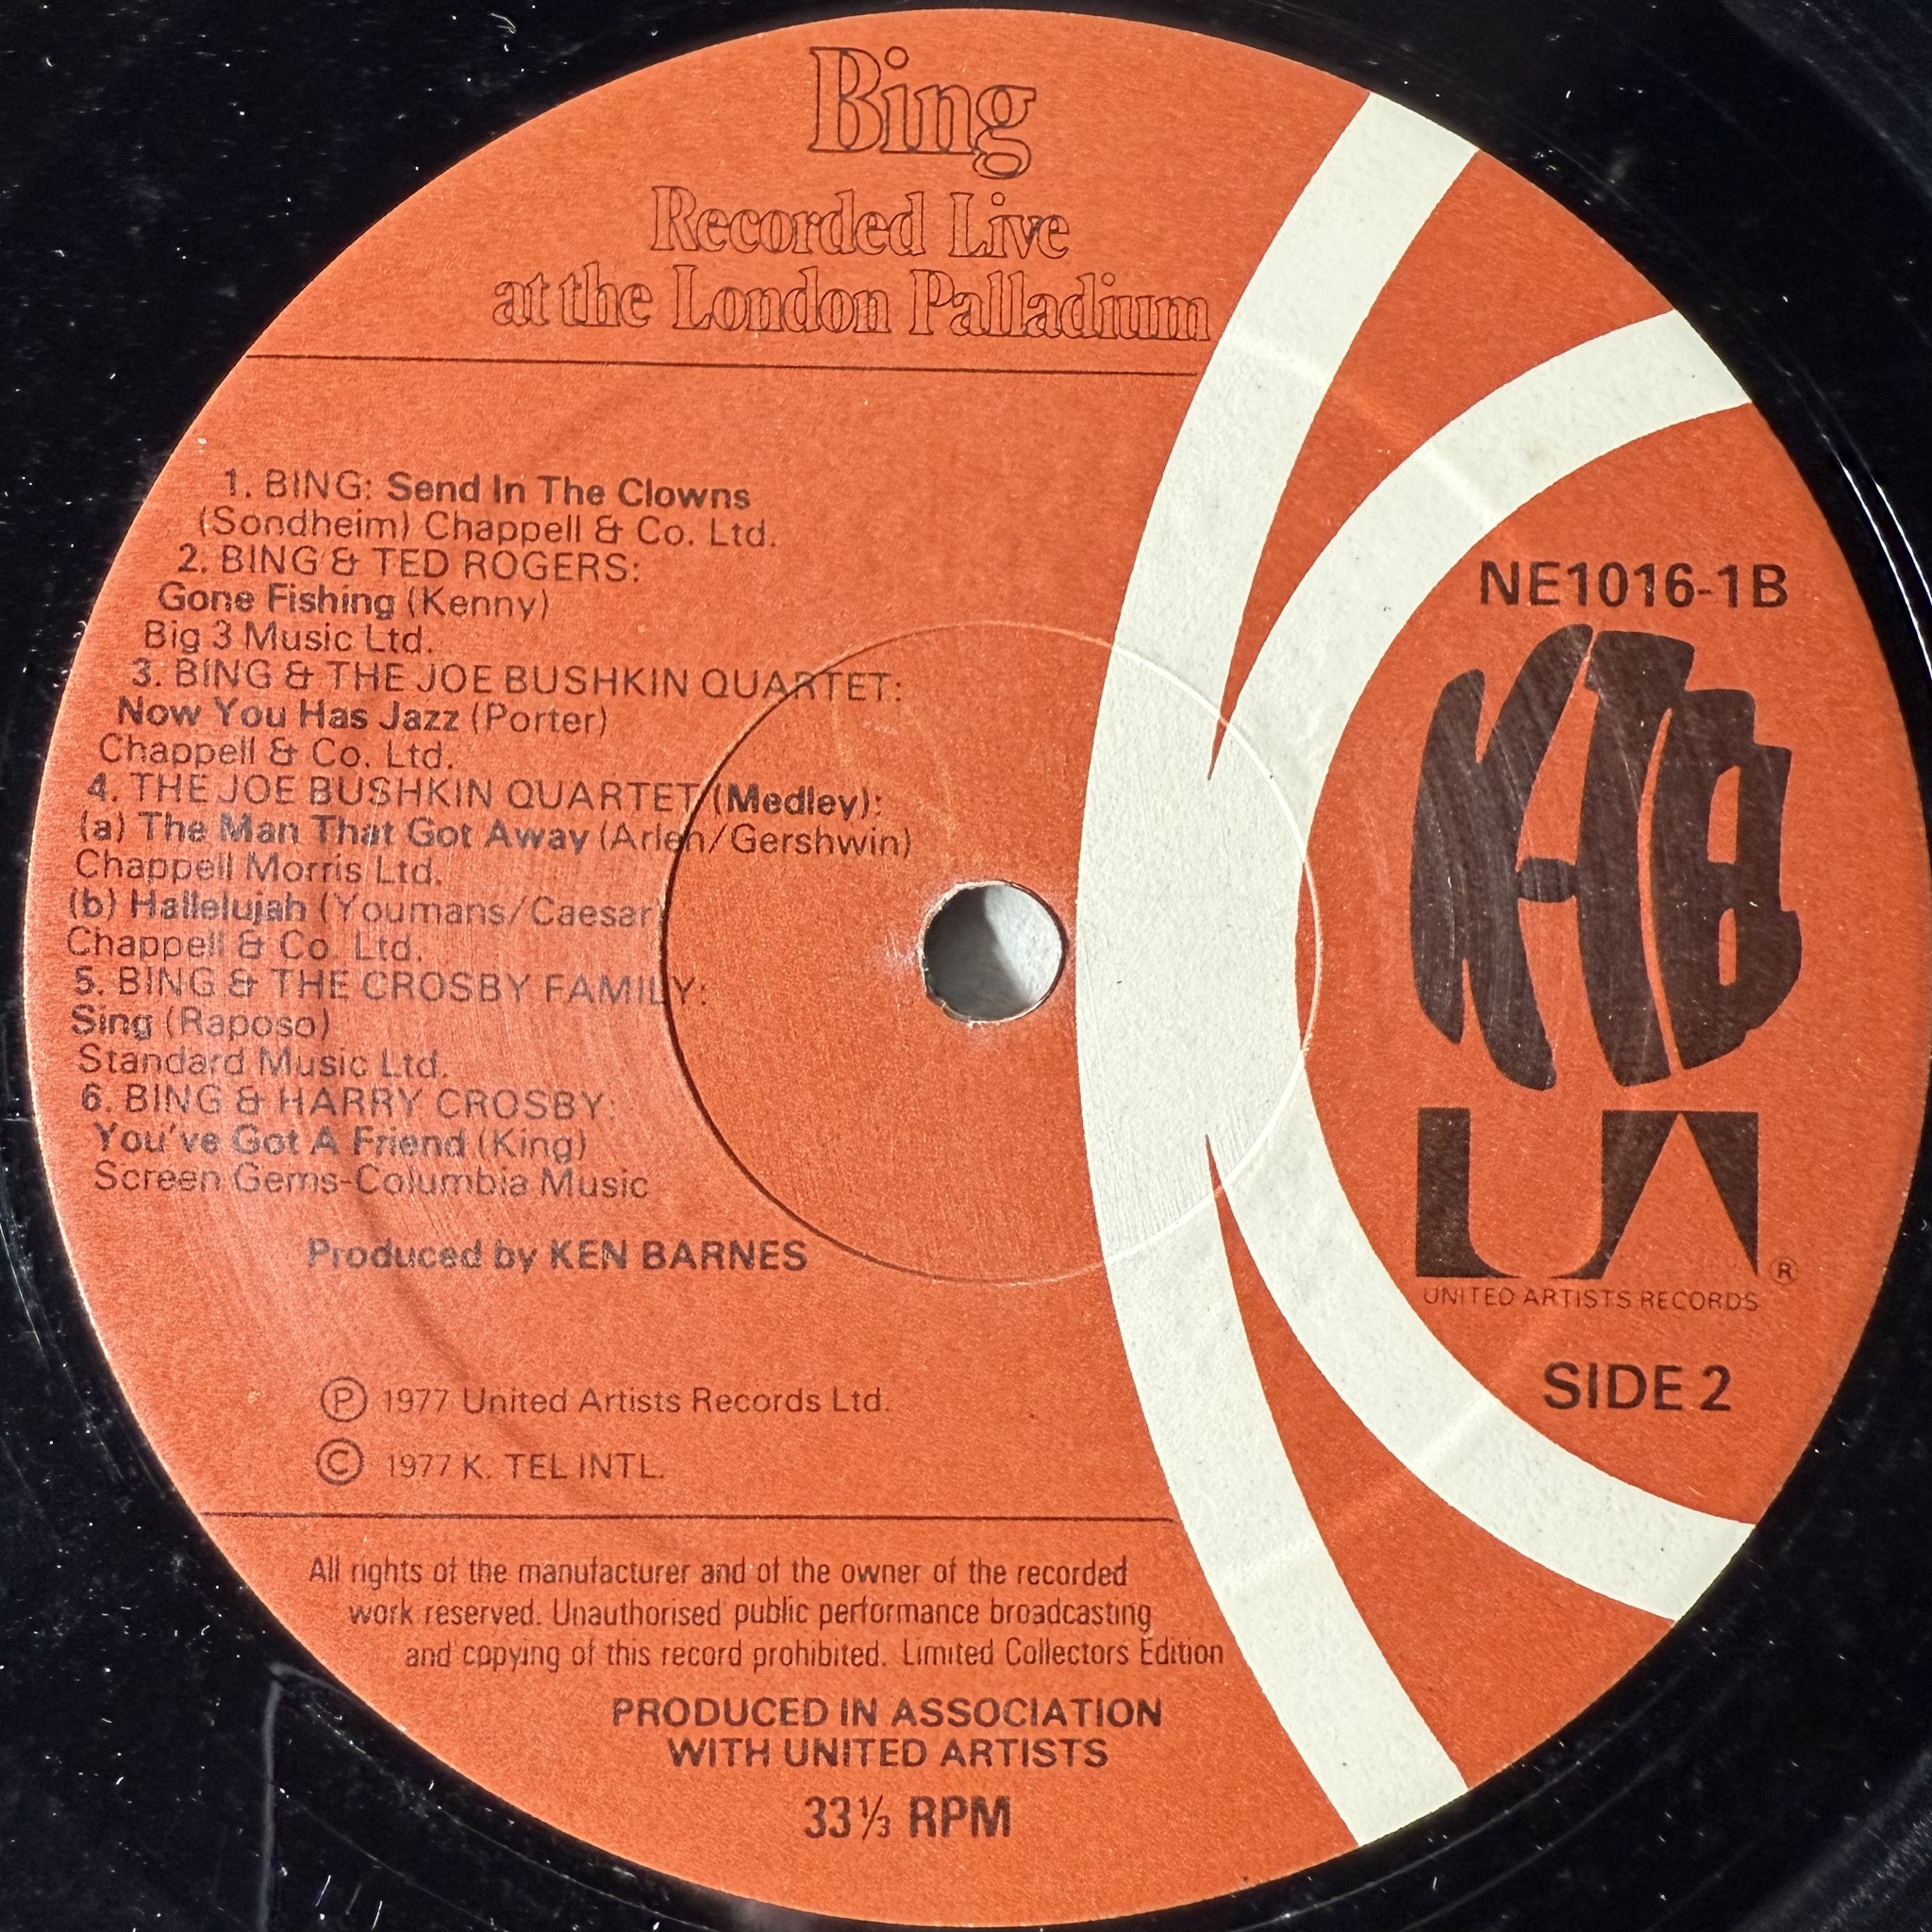 Bing
Recorded Live
at the London Palladium
1. BING: Send In The Clowns
(Sondheim) Chappell & Co. Ltd.
2. BING & TED ROGERS:
Gone Fishing (Kenny)
Big 3 Music Ltd.
3. BING & THE JOE BUSHKIN QUARTET:
Now You Has Jazz (Porter)
Chappell & Co. Ltd.
4. THE JOE BUSHKIN QUARTET (Medley):
(a) The Man That Got Away (Arlen/Gershwin)
Chappell Morris Ltd.
(b) Hallelujah (Youmans/Caesar)
Chappell & Co. Ltd.
5. BING & THE CROSBY FAMILY:
Sing (Raposo)
Standard Music Ltd.
6. BING & HARRY CROSBY:
You've Got A Friend (King)
Screen Gems-Columbia Music
Produced by KEN BARNES
Ⓟ 1977 United Artists Records Ltd.
© 1977 K. TEL INTL.
All rights of the manufacturer and of the owner of the recorded
work reserved. Unauthorised public performance broadcasting
and copying of this record prohibited. Limited Collectors Edition
PRODUCED IN ASSOCIATION
WITH UNITED ARTISTS
33⅓ RPM
NE1016-1B
K-TEL
UA®
UNITED ARTISTS RECORDS
SIDE 2